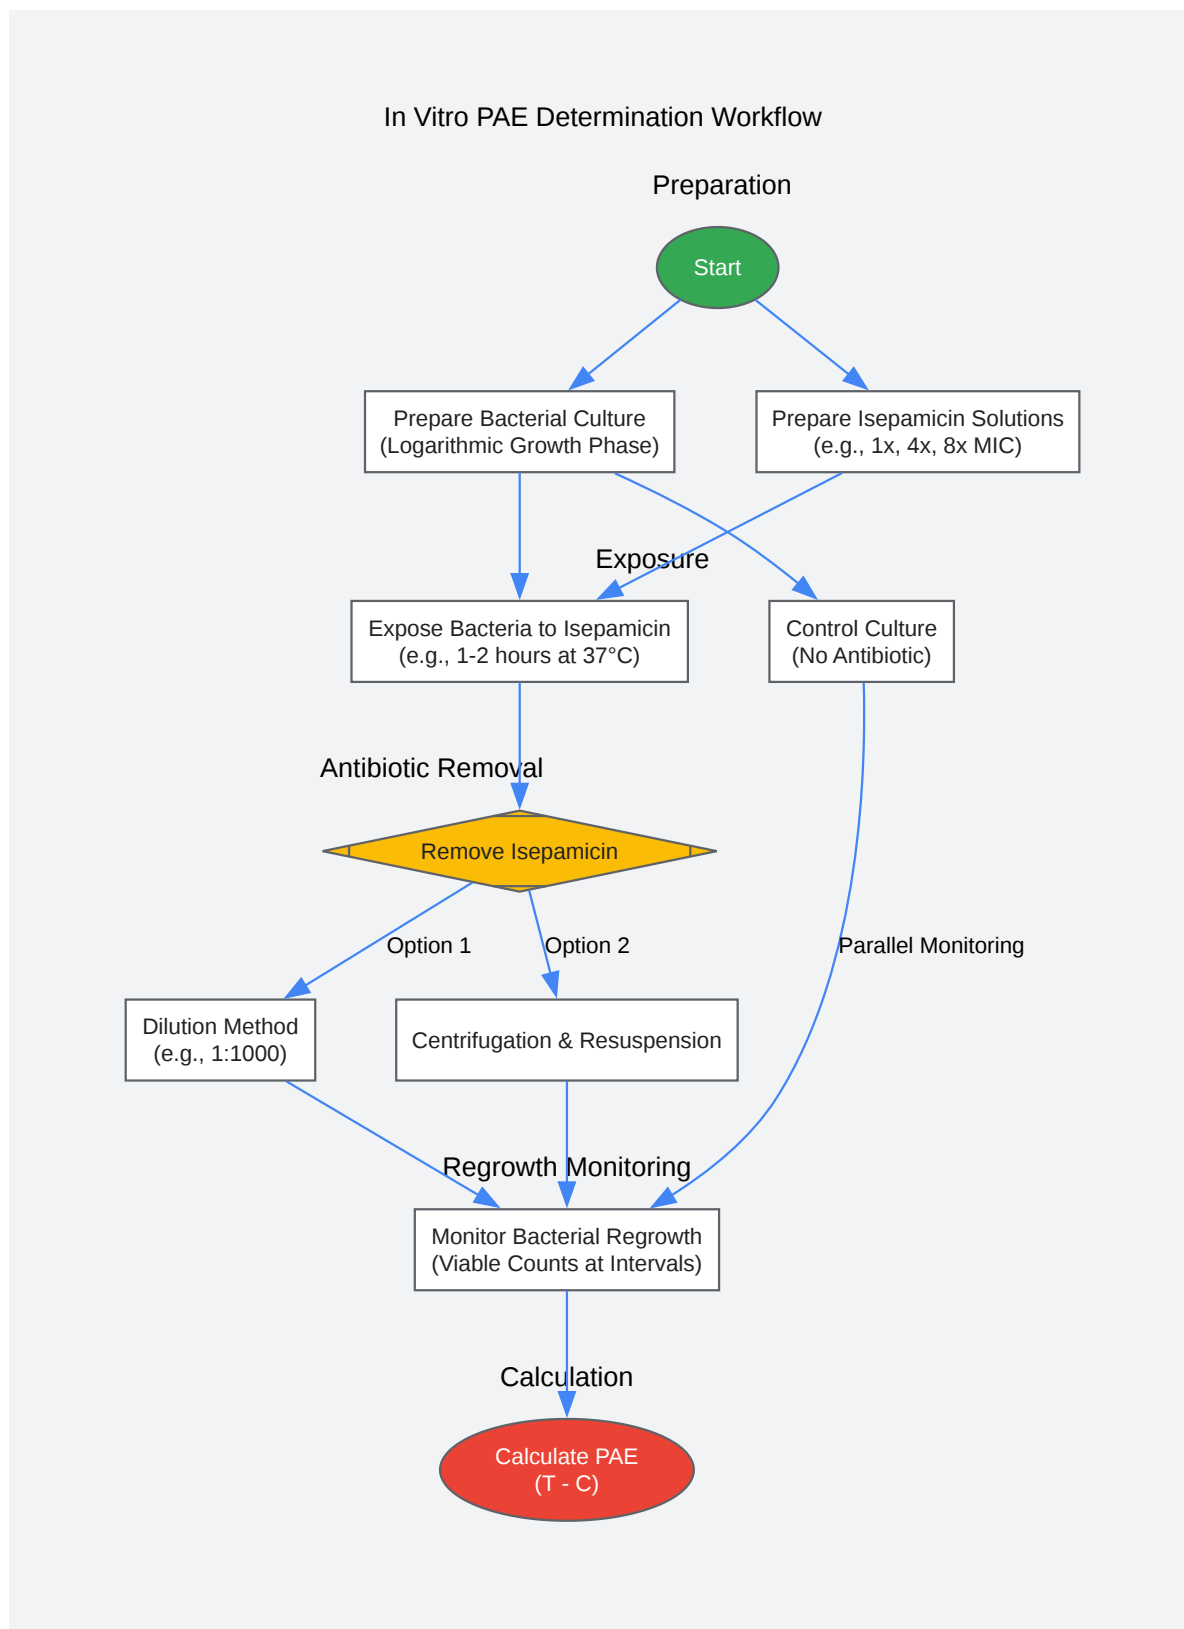 In Vitro PAE Determination Workflow
Preparation
Start
Prepare Bacterial Culture
(Logarithmic Growth Phase)
Prepare Isepamicin Solutions
(e.g., 1x, 4x, 8x MIC)
Exposure
Expose Bacteria to Isepamicin
(e.g., 1-2 hours at 37°C)
Control Culture
(No Antibiotic)
Antibiotic Removal
Remove Isepamicin
Option 1
Option 2
Parallel Monitoring
Dilution Method
(e.g., 1:1000)
Centrifugation & Resuspension
Regrowth Monitoring
Monitor Bacterial Regrowth
(Viable Counts at Intervals)
Calculation
Calculate PAE
(T - C)